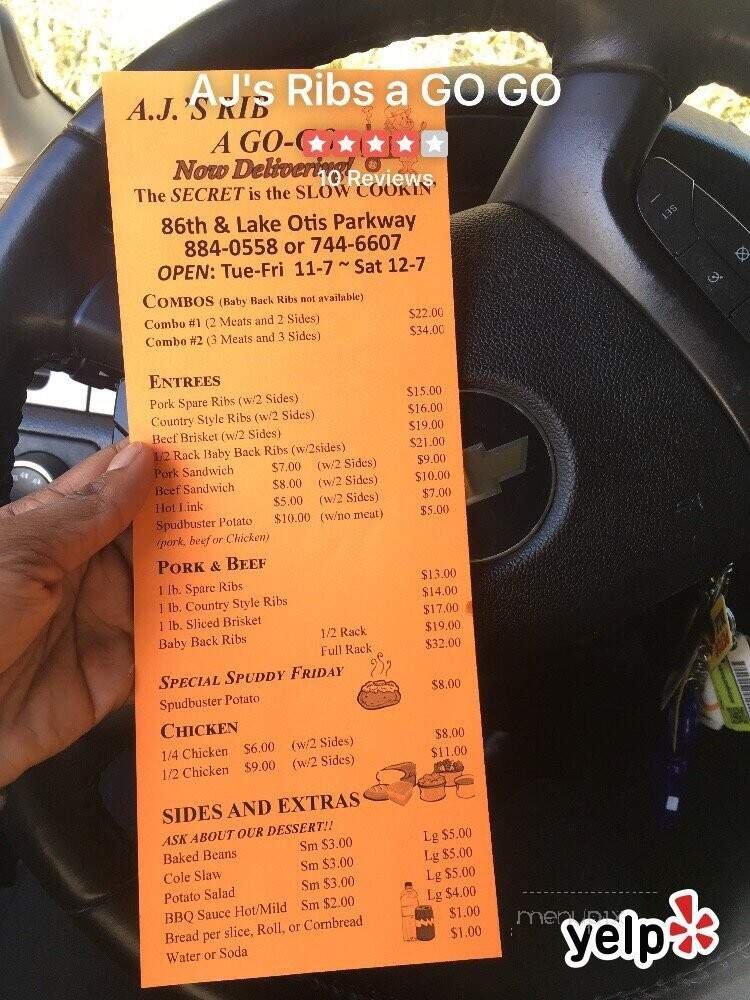 AJ's Ribs a GO GO
10 Reviews
A.J.'S RIB
A GO-GO
Now Delivering!
The SECRET is the SLOW COOKIN'
86th & Lake Otis Parkway
884-0558 or 744-6607
OPEN: Tue-Fri 11-7 ~ Sat 12-7
COMBOS (Baby Back Ribs not available)
Combo #1 (2 Meats and 2 Sides) $22.00
Combo #2 (3 Meats and 3 Sides) $34.00
ENTREES
Pork Spare Ribs (w/2 Sides) $15.00
Country Style Ribs (w/2 Sides) $16.00
Beef Brisket (w/2 Sides) $19.00
1/2 Rack Baby Back Ribs (w/2sides) $21.00
Pork Sandwich $7.00 (w/2 Sides) $9.00
Beef Sandwich $8.00 (w/2 Sides) $10.00
Hot Link $5.00 (w/2 Sides) $7.00
Spudbuster Potato $10.00 (w/no meat) $5.00
(pork, beef or Chicken)
PORK & BEEF
1 lb. Spare Ribs $13.00
1 lb. Country Style Ribs $14.00
1 lb. Sliced Brisket $17.00
Baby Back Ribs 1/2 Rack $19.00
Full Rack $32.00
SPECIAL SPUDDY FRIDAY
Spudbuster Potato $8.00
CHICKEN
1/4 Chicken $6.00 (w/2 Sides) $8.00
1/2 Chicken $9.00 (w/2 Sides) $11.00
SIDES AND EXTRAS
ASK ABOUT OUR DESSERT!!
Baked Beans Sm $3.00 Lg $5.00
Cole Slaw Sm $3.00 Lg $5.00
Potato Salad Sm $3.00 Lg $5.00
BBQ Sauce Hot/Mild Sm $2.00 Lg $4.00
Bread per slice, Roll, or Cornbread $1.00
Water or Soda $1.00
SET
menupix
yelp